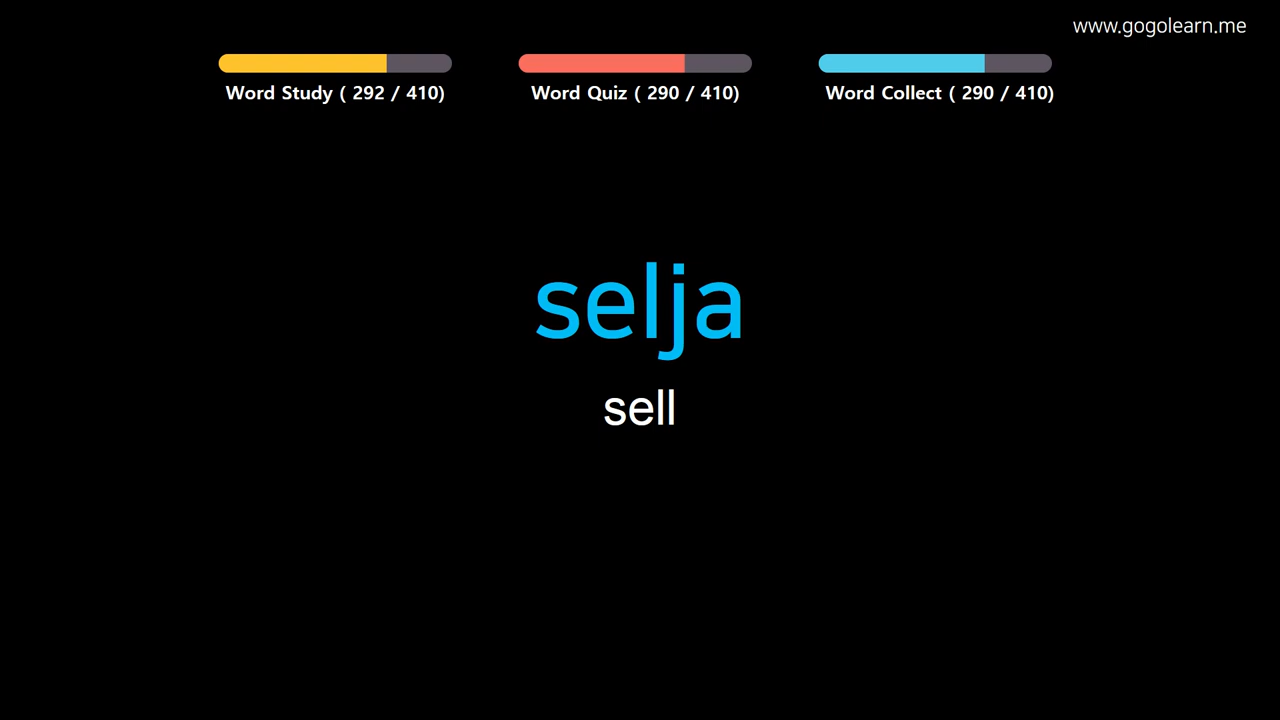 www.gogolearn.me
Word Study ( 292 / 410)
Word Quiz ( 290 / 410)
Word Collect ( 290 / 410)
selja
sell